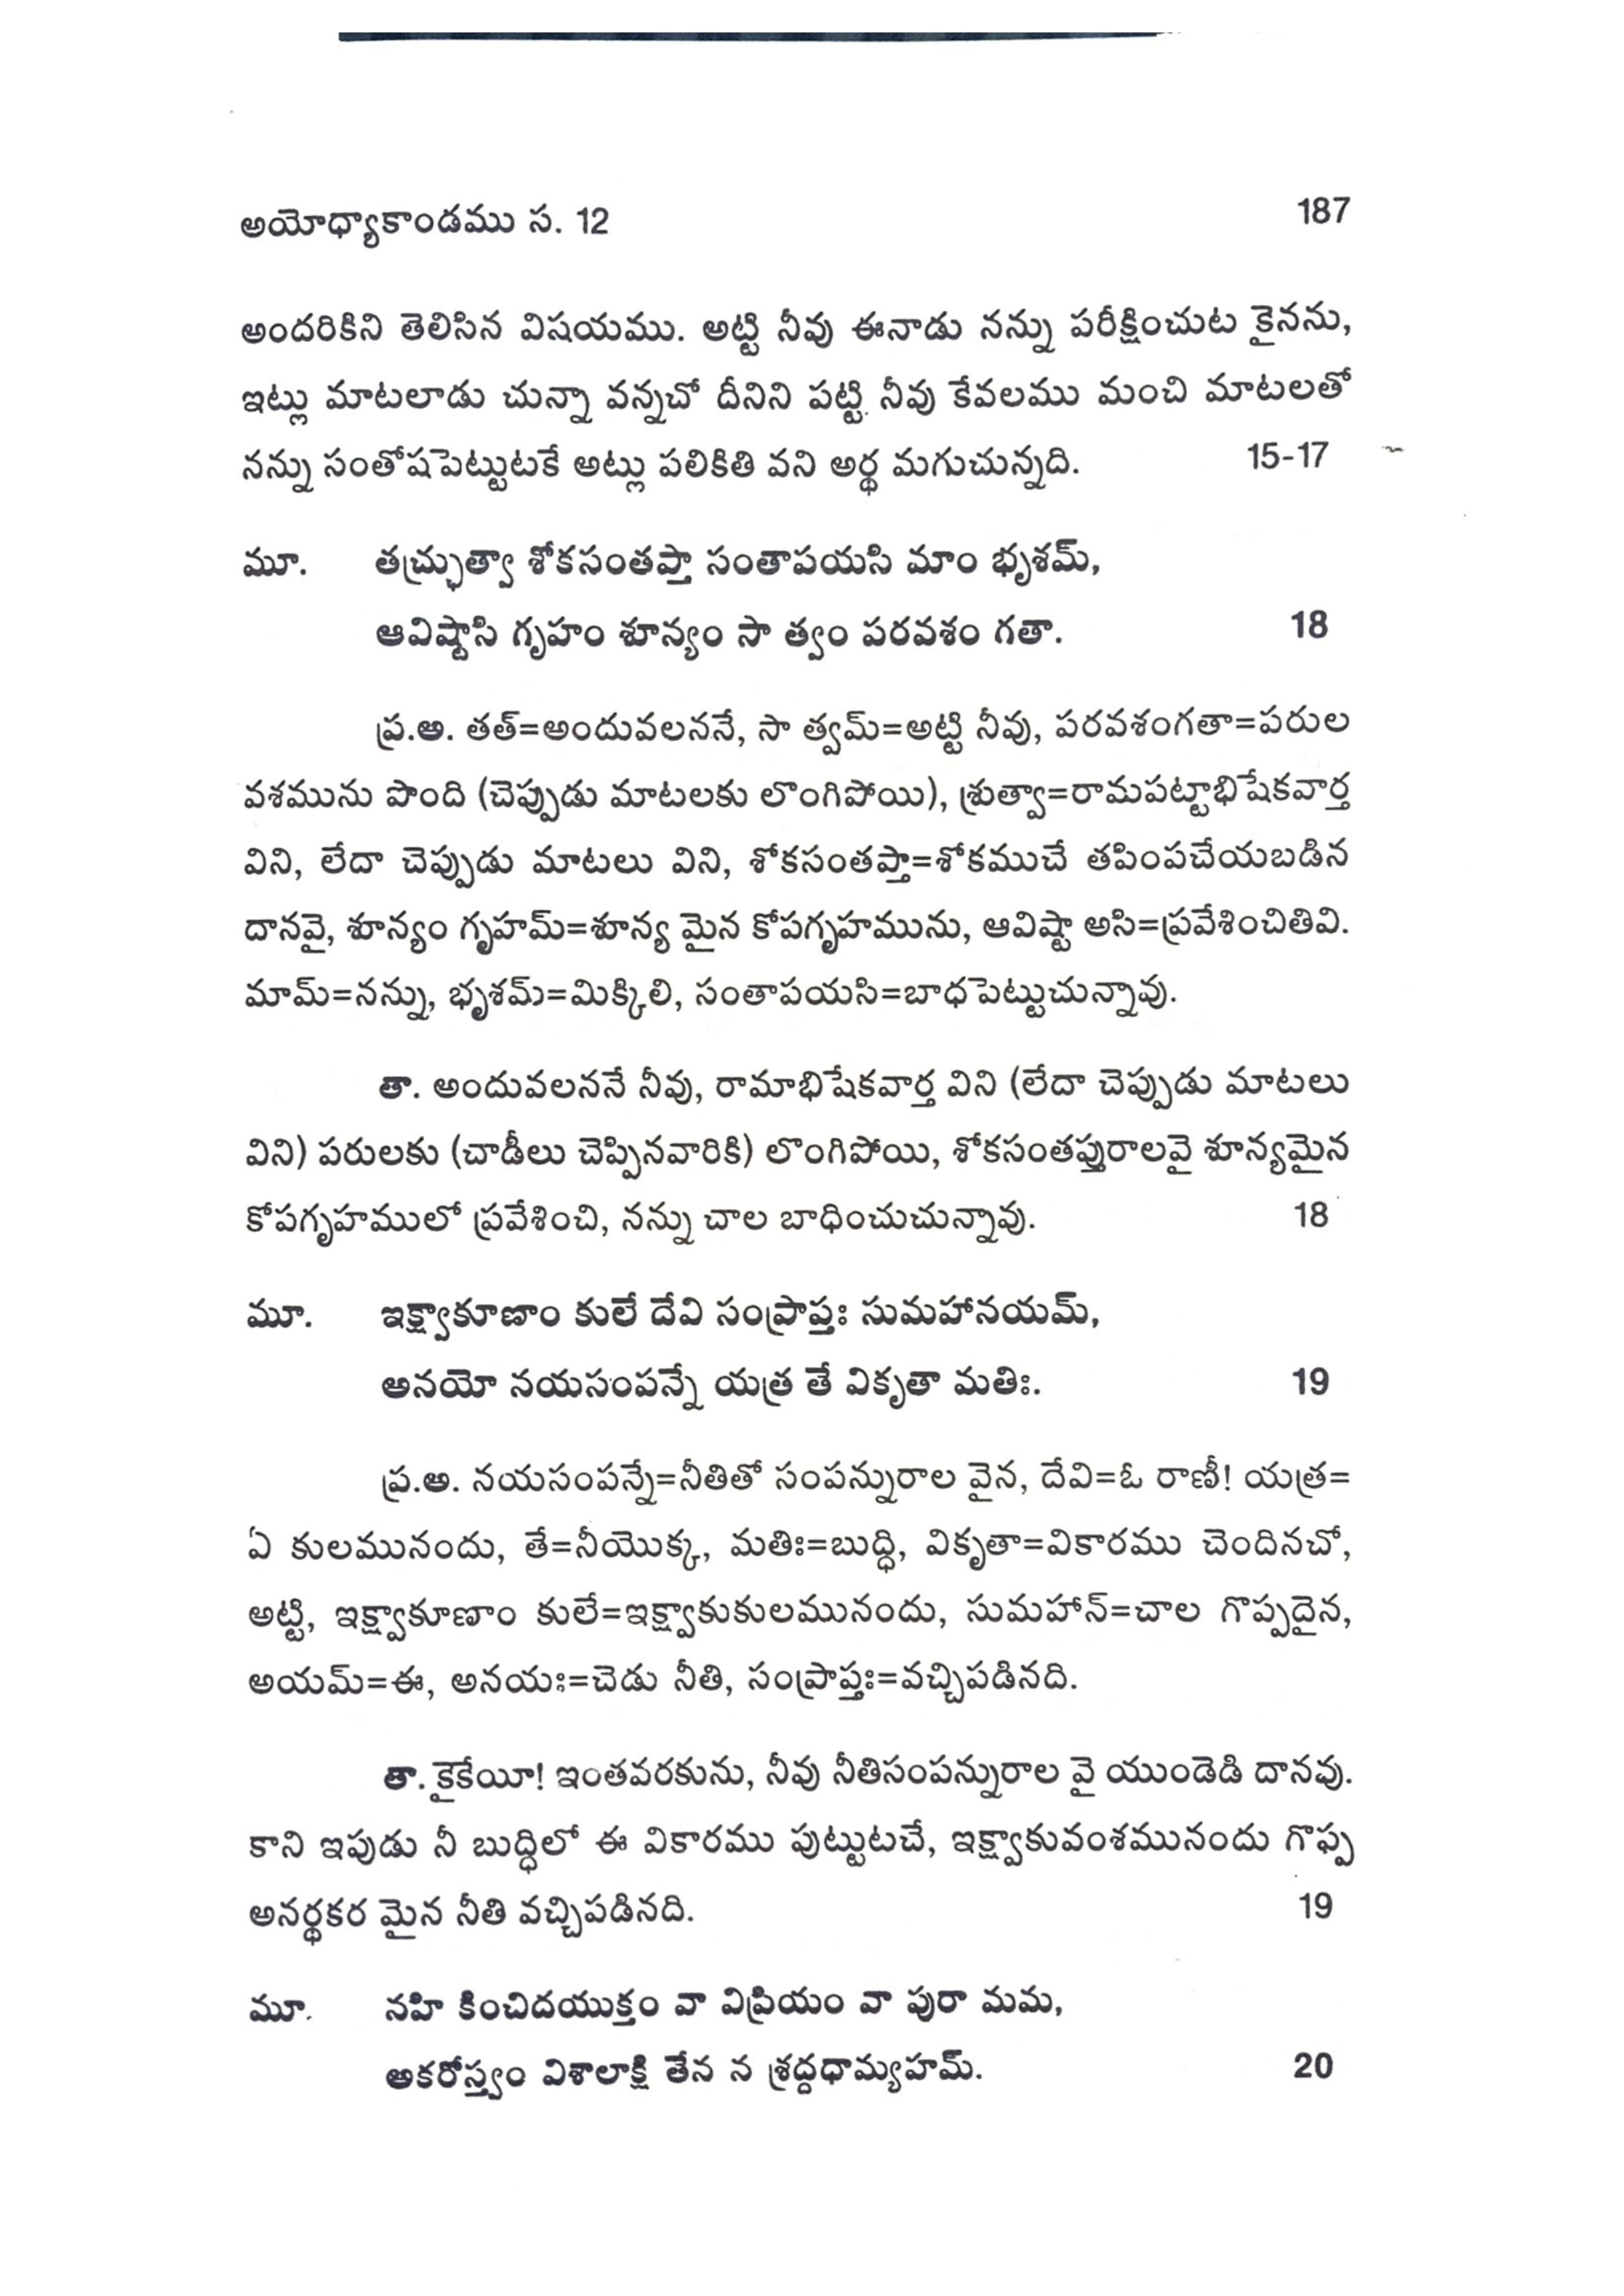 అయోధ్యాకాండము స. 12 187
అందరికిని తెలిసిన విషయము. అట్టి నీవు ఈనాడు నన్ను పరీక్షించుట కైనను,
ఇట్లు మాటలాడు చున్నా వన్నచో దీనిని పట్టి నీవు కేవలము మంచి మాటలతో
నన్ను సంతోషపెట్టుటకే అట్లు పలికితి వని అర్థ మగుచున్నది. 15-17
మూ. తచ్ఛ్రుత్వా శోకసంతప్తా సంతాపయసి మాం భృశమ్,
ఆవిష్టాసి గృహం శూన్యం సా త్వం పరవశం గతా. 18
ప్ర.అ. తత్=అందువలననే, సా త్వమ్=అట్టి నీవు, పరవశంగతా=పరుల
వశమును పొంది (చెప్పుడు మాటలకు లొంగిపోయి), శ్రుత్వా=రామపట్టాభిషేకవార్త
విని, లేదా చెప్పుడు మాటలు విని, శోకసంతప్తా=శోకముచే తపింపచేయబడిన
దానవై, శూన్యం గృహమ్=శూన్య మైన కోపగృహమును, ఆవిష్టా అసి=ప్రవేశించితివి.
మామ్=నన్ను, భృశమ్=మిక్కిలి, సంతాపయసి=బాధపెట్టుచున్నావు.
తా. అందువలననే నీవు, రామాభిషేకవార్త విని (లేదా చెప్పుడు మాటలు
విని) పరులకు (చాడీలు చెప్పినవారికి) లొంగిపోయి, శోకసంతప్తురాలవై శూన్యమైన
కోపగృహములో ప్రవేశించి, నన్ను చాల బాధించుచున్నావు. 18
మూ. ఇక్ష్వాకూణాం కులే దేవి సంప్రాప్తః సుమహానయమ్,
అనయో నయసంపన్నే యత్ర తే వికృతా మతిః. 19
ప్ర.అ. నయసంపన్నే=నీతితో సంపన్నురాల వైన, దేవి=ఓ రాణీ! యత్ర=
ఏ కులమునందు, తే=నీయొక్క, మతిః=బుద్ధి, వికృతా=వికారము చెందినచో,
అట్టి, ఇక్ష్వాకూణాం కులే=ఇక్ష్వాకుకులమునందు, సుమహాన్=చాల గొప్పదైన,
అయమ్=ఈ, అనయః=చెడు నీతి, సంప్రాప్తః=వచ్చిపడినది.
తా. కైకేయీ! ఇంతవరకును, నీవు నీతిసంపన్నురాల వై యుండెడి దానవు.
కాని ఇపుడు నీ బుద్ధిలో ఈ వికారము పుట్టుటచే, ఇక్ష్వాకువంశమునందు గొప్ప
అనర్థకర మైన నీతి వచ్చిపడినది. 19
మూ. నహి కించిదయుక్తం వా విప్రియం వా పురా మమ,
అకరోస్త్వం విశాలాక్షి తేన న శ్రద్దధామ్యహమ్. 20